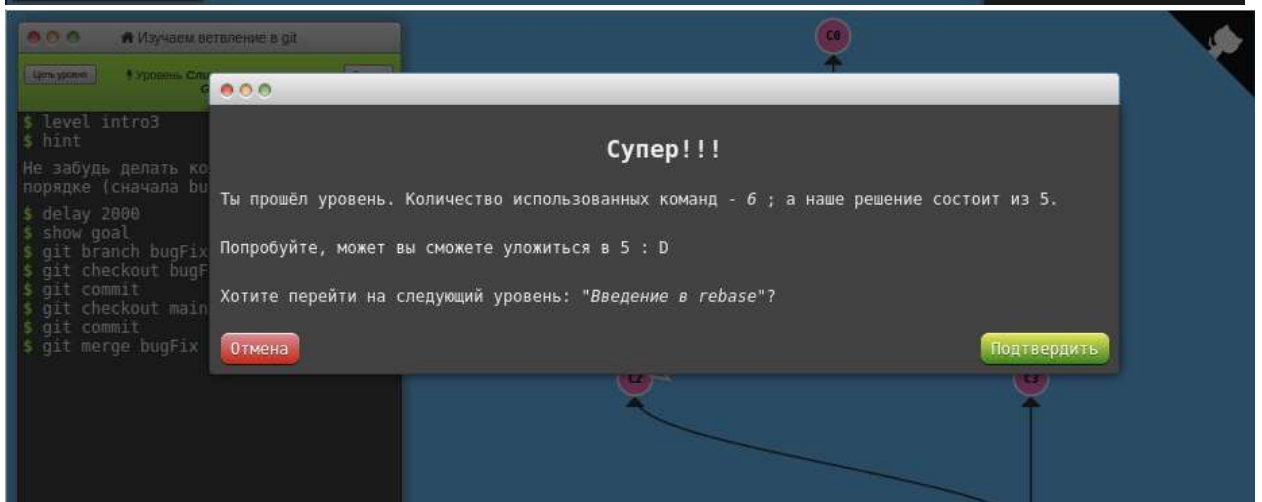 Изучаем ветвление в git
C0
Цель уровня
Уровень
$ level intro3
$ hint
Не забудь делать
порядке (сначала
$ delay 2000
$ show goal
$ git branch bugFix
$ git checkout bugF
$ git commit
$ git checkout main
$ git commit
$ git merge bugFix
Супер!!!
Ты прошёл уровень. Количество использованных команд - 6 ; а наше решение состоит из 5.
Попробуйте, может вы сможете уложиться в 5 : D
Хотите перейти на следующий уровень: "Введение в rebase"?
Отмена
Подтвердить
C2
C3